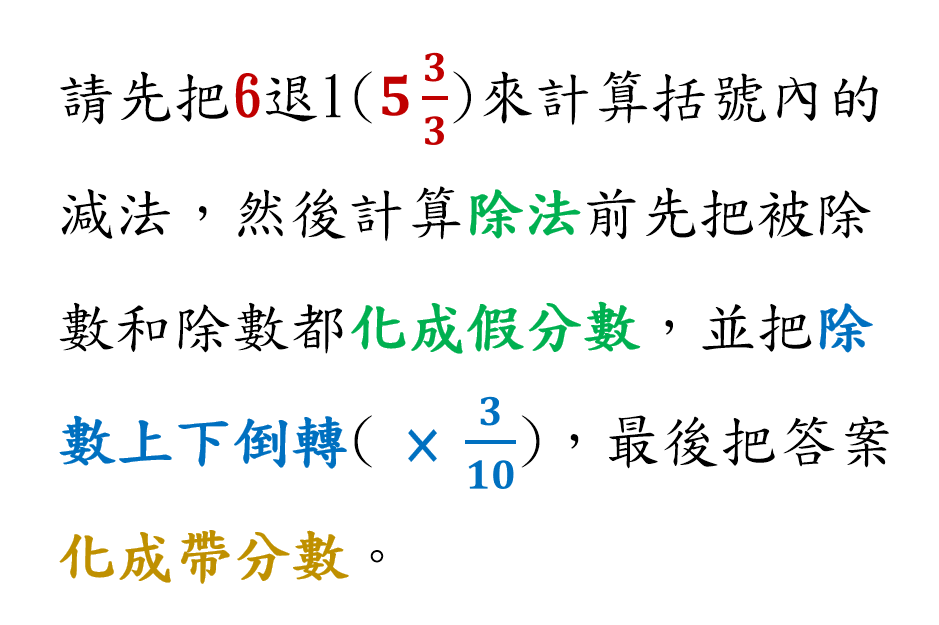 請先把6退1(5 3/3)來計算括號內的
減法，然後計算除法前先把被除
數和除數都化成假分數，並把除
數上下倒轉( × 3/10)，最後把答案
化成帶分數。